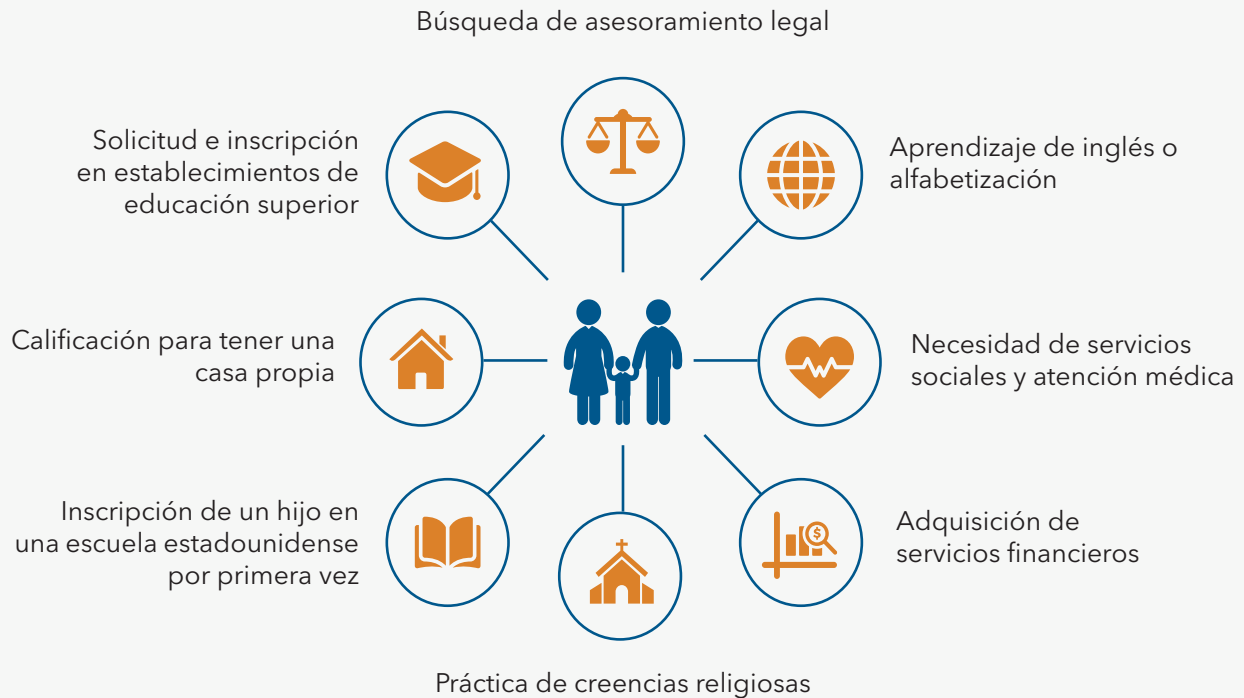 Búsqueda de asesoramiento legal
Solicitud e inscripción
en establecimientos de
educación superior
Aprendizaje de inglés o
alfabetización
Calificación para tener una
casa propia
Necesidad de servicios
sociales y atención médica
Inscripción de un hijo en
una escuela estadounidense
por primera vez
$
Adquisición de
servicios financieros
Práctica de creencias religiosas